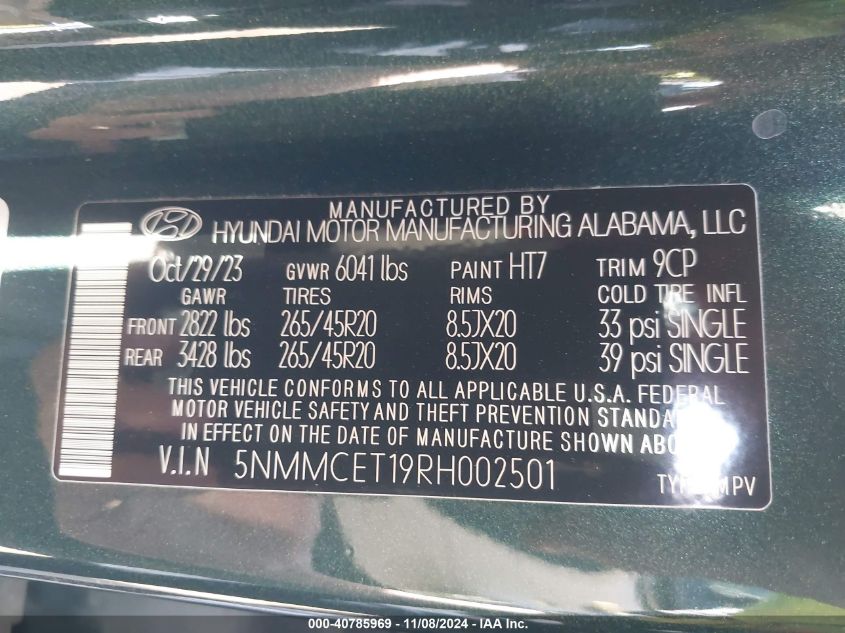 MANUFACTURED BY
HYUNDAI MOTOR MANUFACTURING ALABAMA, LLC
Oct/29/23 GVWR 6041 lbs PAINT HT7 TRIM 9CP
GAWR TIRES RIMS COLD TIRE INFL
FRONT 2822 lbs 265/45R20 8.5JX20 33 psi SINGLE
REAR 3428 lbs 265/45R20 8.5JX20 39 psi SINGLE
THIS VEHICLE CONFORMS TO ALL APPLICABLE U.S.A. FEDERAL
MOTOR VEHICLE SAFETY AND THEFT PREVENTION
IN EFFECT ON THE DATE OF MANUFACTURE SHOWN
V.I.N 5NMMCET19RH002501 MPV
000-40785969 - 11/08/2024 - IAA Inc.